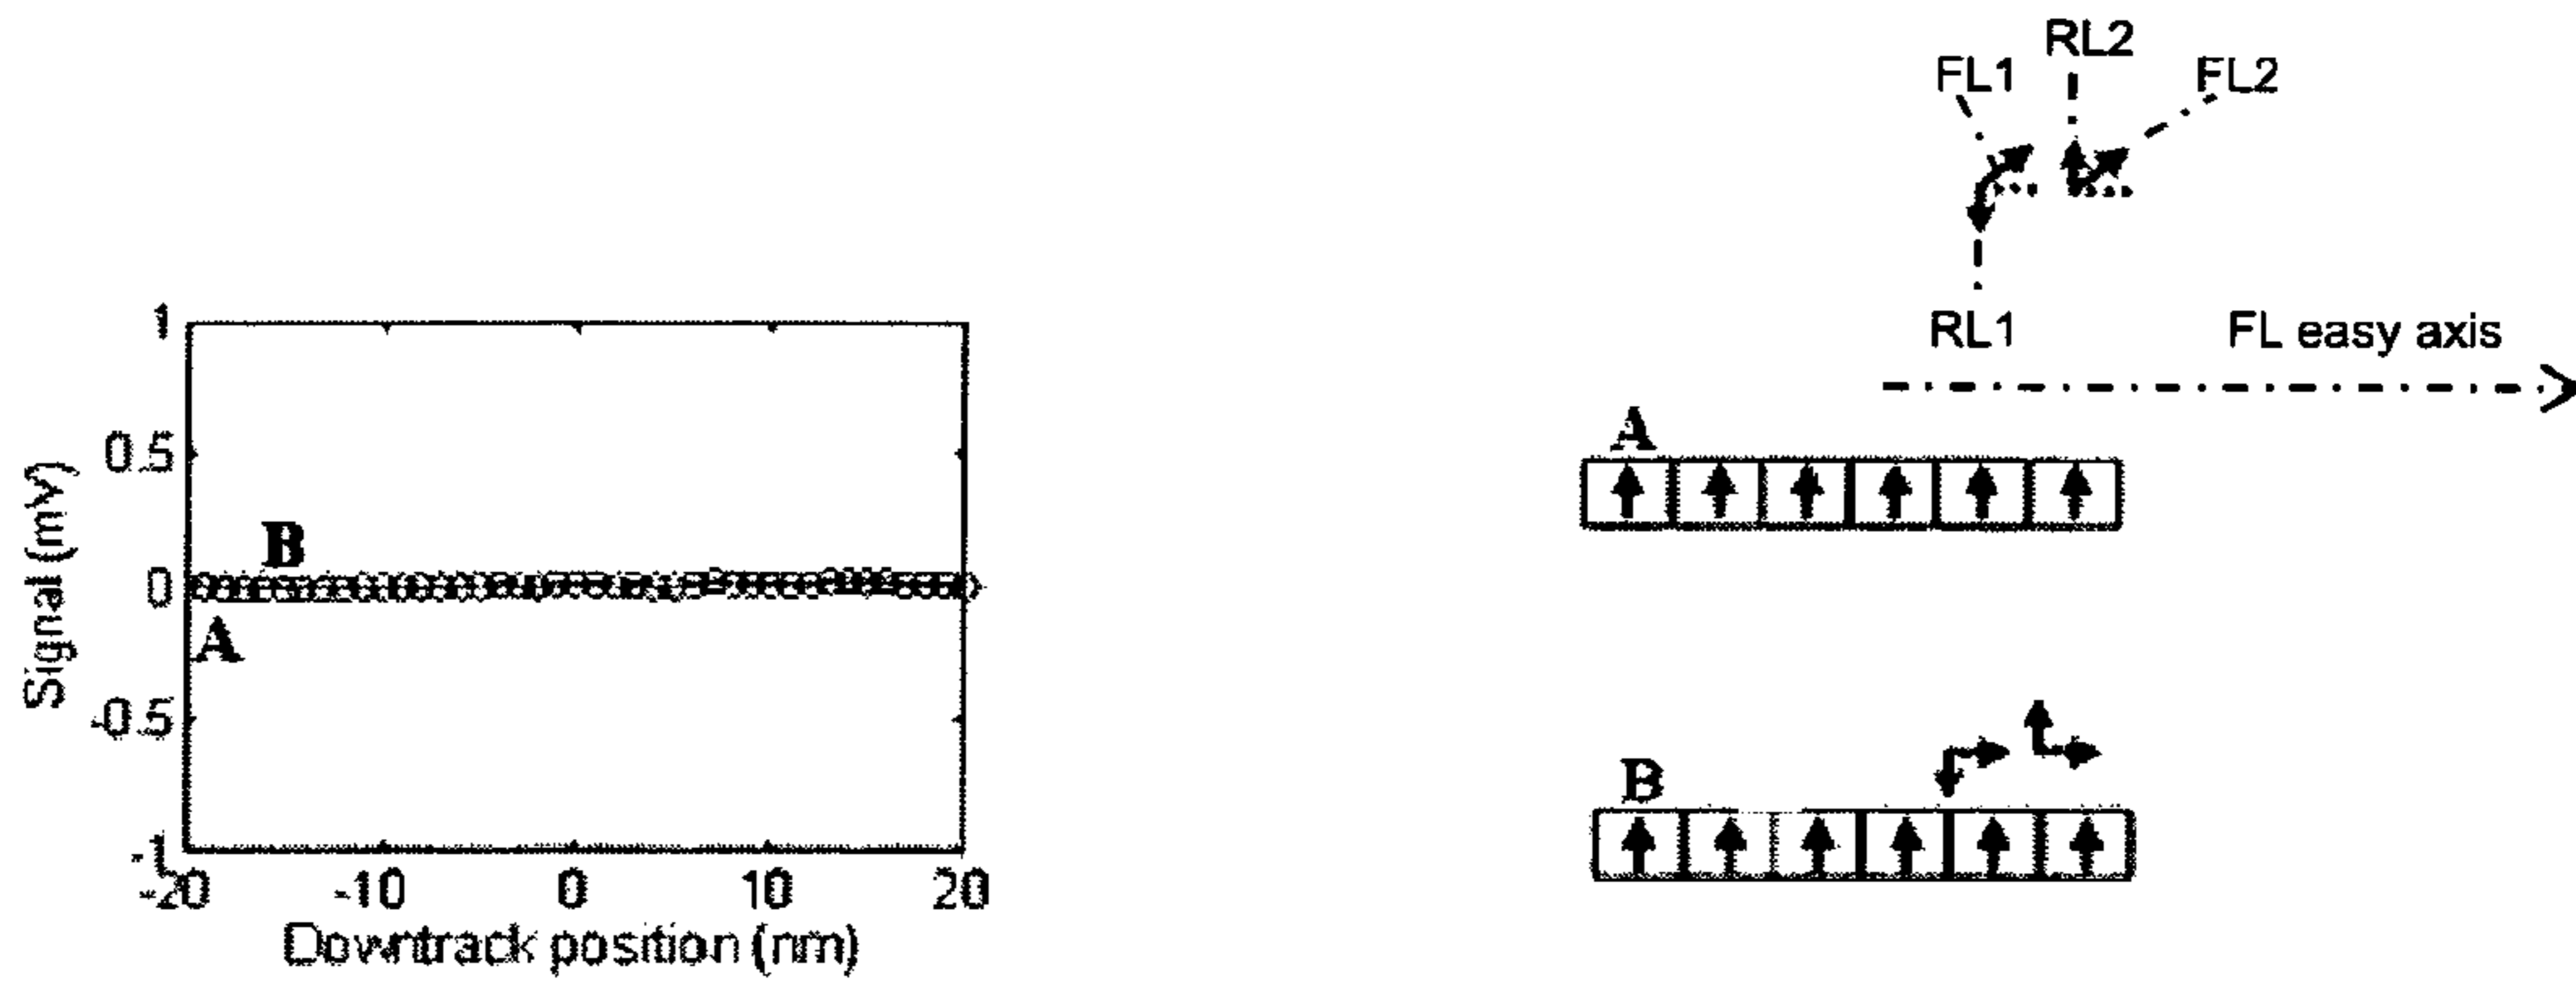 RL2
FL1
FL2
RL1
FL easy axis
A
B
1
0.5
0
-0.5
-1
B
A
Signal (mV)
-20
-10
0
10
20
Downtrack position (nm)